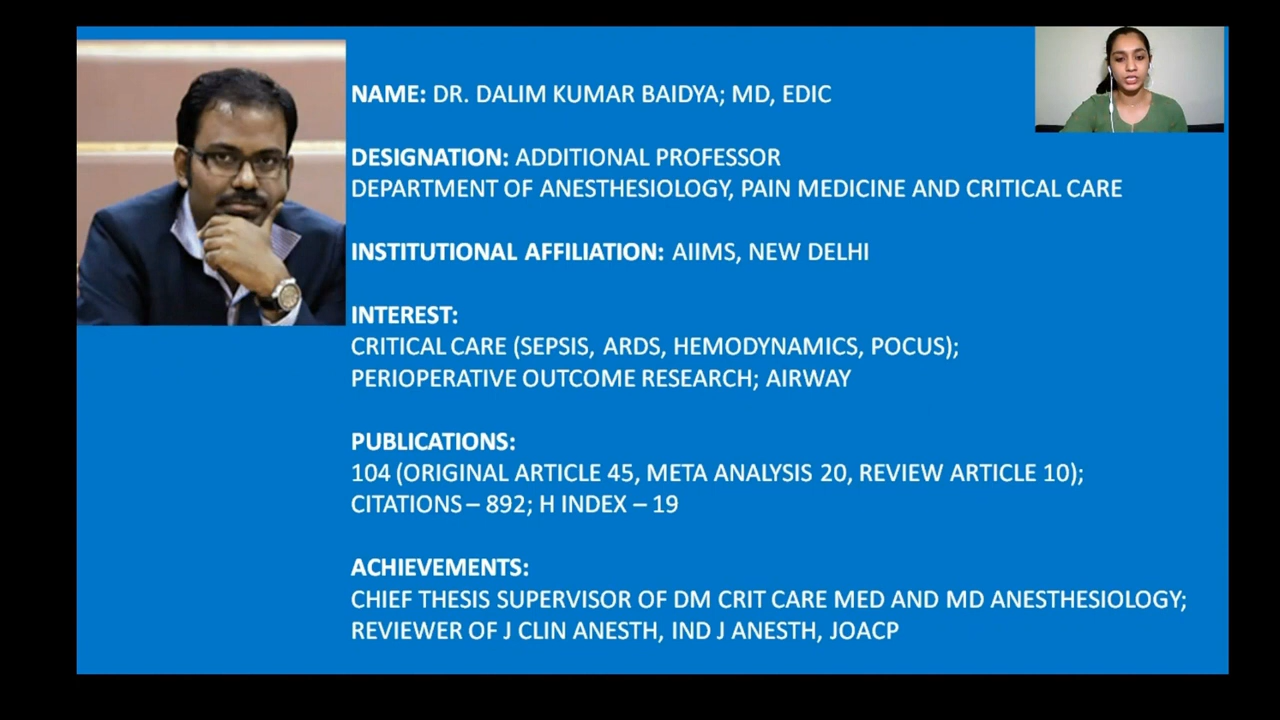 NAME: DR. DALIM KUMAR BAIDYA; MD, EDIC
DESIGNATION: ADDITIONAL PROFESSOR
DEPARTMENT OF ANESTHESIOLOGY, PAIN MEDICINE AND CRITICAL CARE
INSTITUTIONAL AFFILIATION: AIIMS, NEW DELHI
INTEREST:
CRITICAL CARE (SEPSIS, ARDS, HEMODYNAMICS, POCUS);
PERIOPERATIVE OUTCOME RESEARCH; AIRWAY
PUBLICATIONS:
104 (ORIGINAL ARTICLE 45, META ANALYSIS 20, REVIEW ARTICLE 10);
CITATIONS – 892; H INDEX – 19
ACHIEVEMENTS:
CHIEF THESIS SUPERVISOR OF DM CRIT CARE MED AND MD ANESTHESIOLOGY;
REVIEWER OF J CLIN ANESTH, IND J ANESTH, JOACP